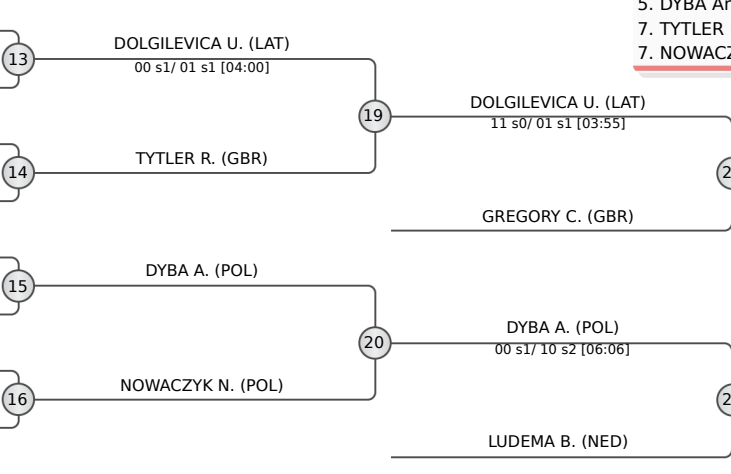 5. DYBA
7. TYTLER
7.
13
DOLGILEVICA U. (LAT)
00 s1/ 01 s1 [04:00]
19
DOLGILEVICA U. (LAT)
11 s0/ 01 s1 [03:55]
14
TYTLER R. (GBR)
GREGORY C. (GBR)
15
DYBA A. (POL)
20
DYBA A. (POL)
00 s1/ 10 s2 [06:06]
16
NOWACZYK N. (POL)
LUDEMA B. (NED)